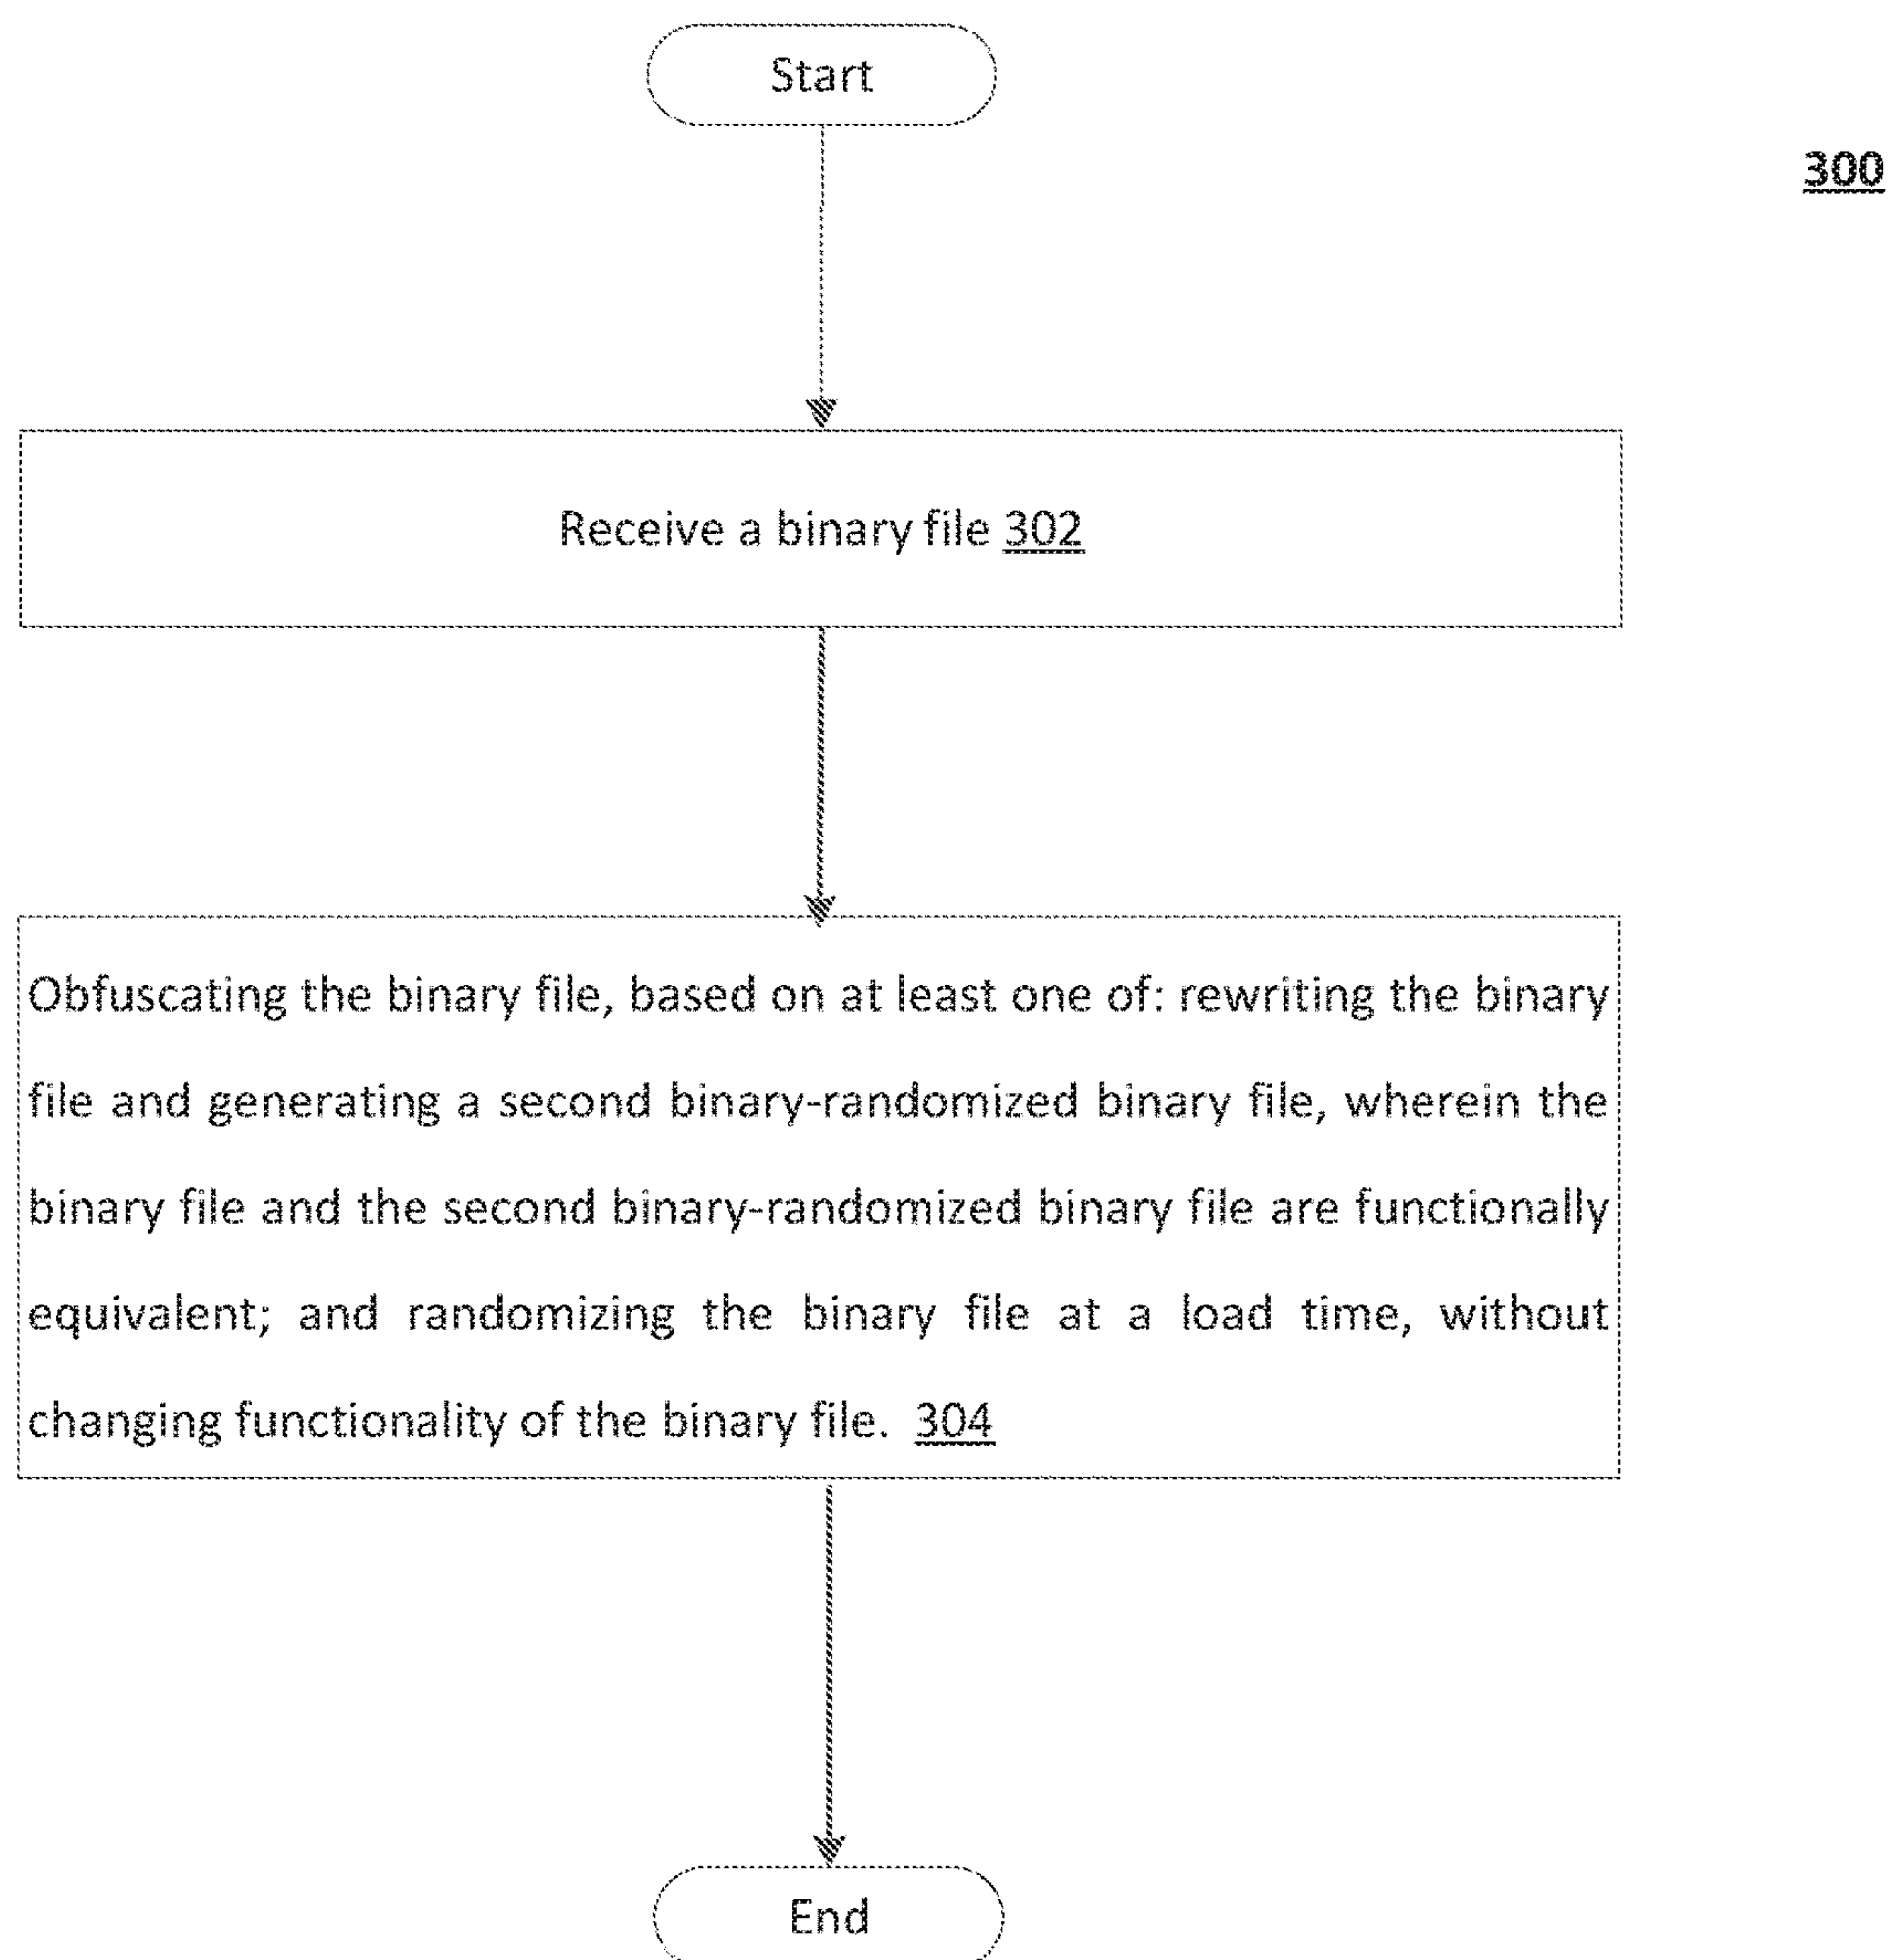 Start
300
Receive a binary file 302
Obfuscating the binary file, based on at least one of: rewriting the binary
file and generating a second binary-randomized binary file, wherein the
binary file and the second binary-randomized binary file are functionally
equivalent; and randomizing the binary file at a load time, without
changing functionality of the binary file. 304
End